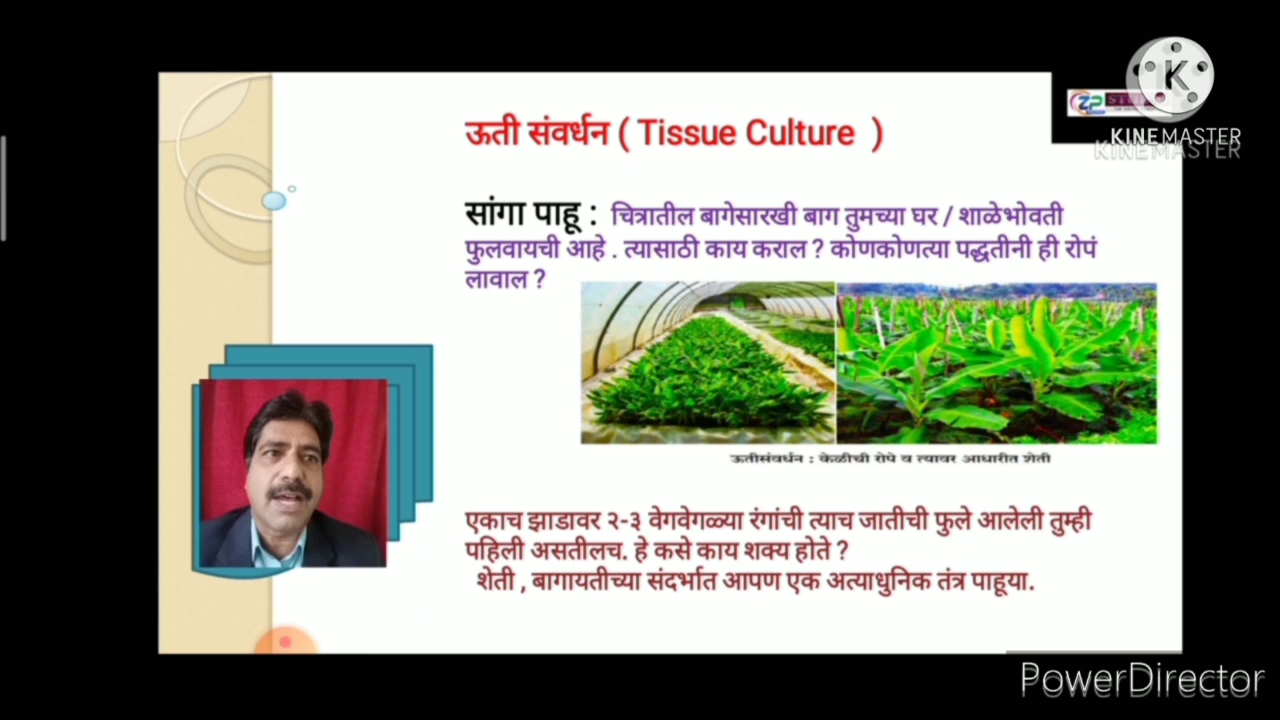 ऊती संवर्धन ( Tissue Culture )
सांगा पाहू : चित्रातील बागेसारखी बाग तुमच्या घर / शाळेभोवती
फुलवायची आहे . त्यासाठी काय कराल ? कोणकोणत्या पद्धतीनी ही रोपं
लावाल ?
ऊतीसंवर्धन : केळीची रोपे व त्यावर आधारीत शेती
एकाच झाडावर २-३ वेगवेगळ्या रंगांची त्याच जातीची फुले आलेली तुम्ही
पहिली असतीलच. हे कसे काय शक्य होते ?
शेती , बागायतीच्या संदर्भात आपण एक अत्याधुनिक तंत्र पाहूया.
ZP
K
KINEMASTER
KINEMASTER
PowerDirector